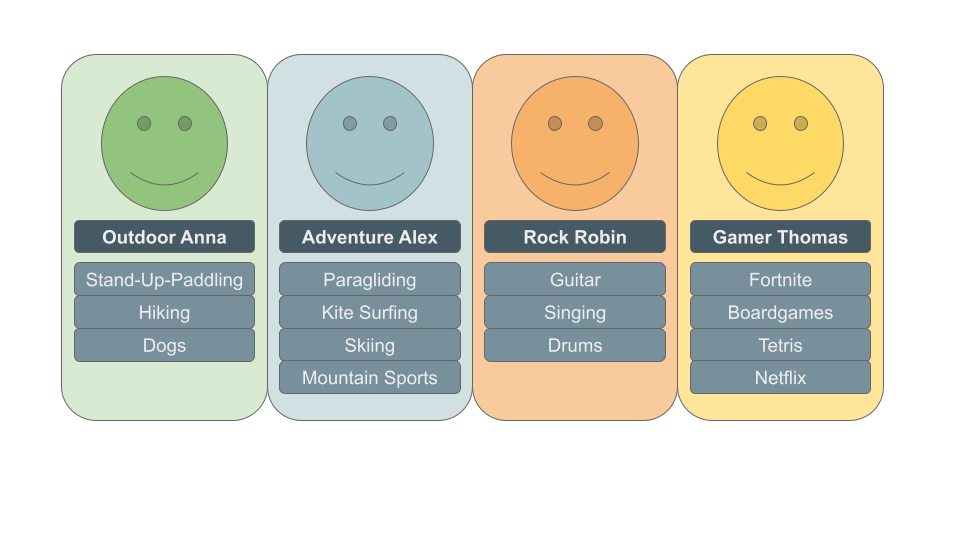 Outdoor Anna
Stand-Up-Paddling
Hiking
Dogs
Adventure Alex
Paragliding
Kite Surfing
Skiing
Mountain Sports
Rock Robin
Guitar
Singing
Drums
Gamer Thomas
Fortnite
Boardgames
Tetris
Netflix